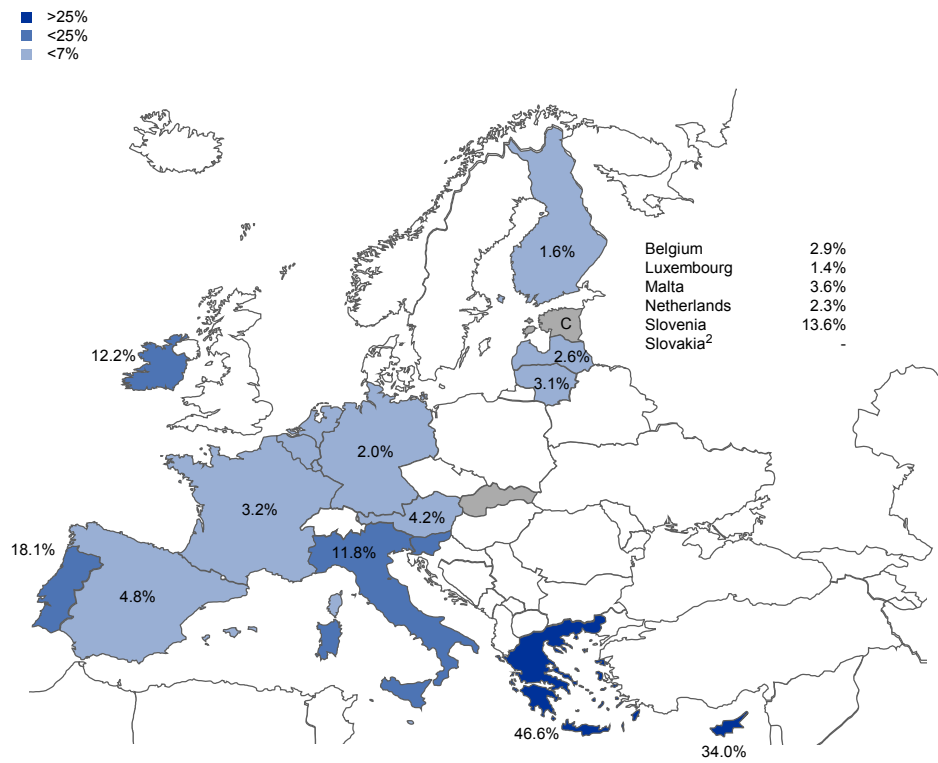 >25%
<25%
<7%
1.6%
Belgium 2.9%
Luxembourg 1.4%
Malta 3.6%
Netherlands 2.3%
Slovenia 13.6%
Slovakia² -
C
12.2%
2.6%
3.1%
2.0%
3.2%
4.2%
18.1%
11.8%
4.8%
46.6%
34.0%